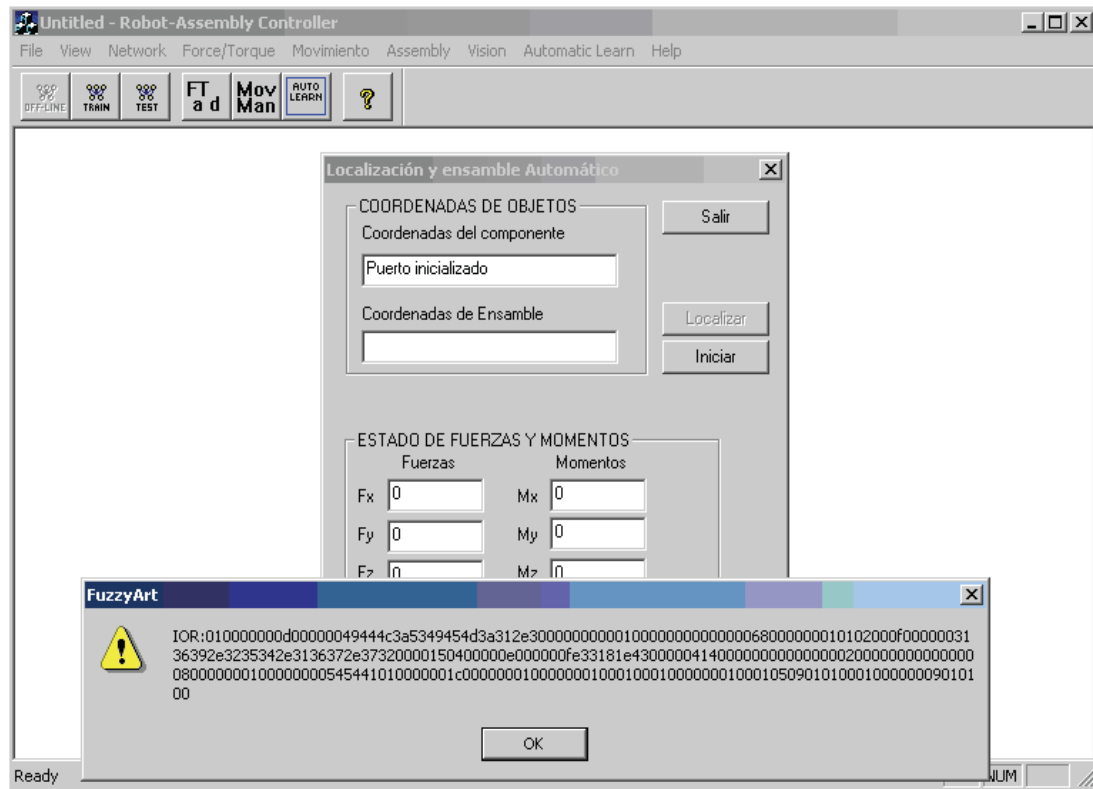 Untitled - Robot-Assembly Controller
File View Network Force/Torque Movimiento Assembly Vision Automatic Learn Help
OFF-LINE TRAIN TEST FT a d Mov Man AUTO LEARN ?
Localización y ensamble Automático
COORDENADAS DE OBJETOS
Salir
Coordenadas del componente
Puerto inicializado
Coordenadas de Ensamble
Localizar
Iniciar
ESTADO DE FUERZAS Y MOMENTOS
Fuerzas Momentos
Fx 0 Mx 0
Fy 0 My 0
Fz 0 Mz 0
FuzzyArt
IOR:010000000d00000049444c3a5349454d3a312e3000000000010000000000000068000000010102000f00000031
36392e3235342e3136372e37320000150400000e000000fe33181e43000004140000000000000002000000000000000
0800000001000000005454410100000001c00000001000000010001000100000001000105090101000100000009010100
00
OK
Ready NUM